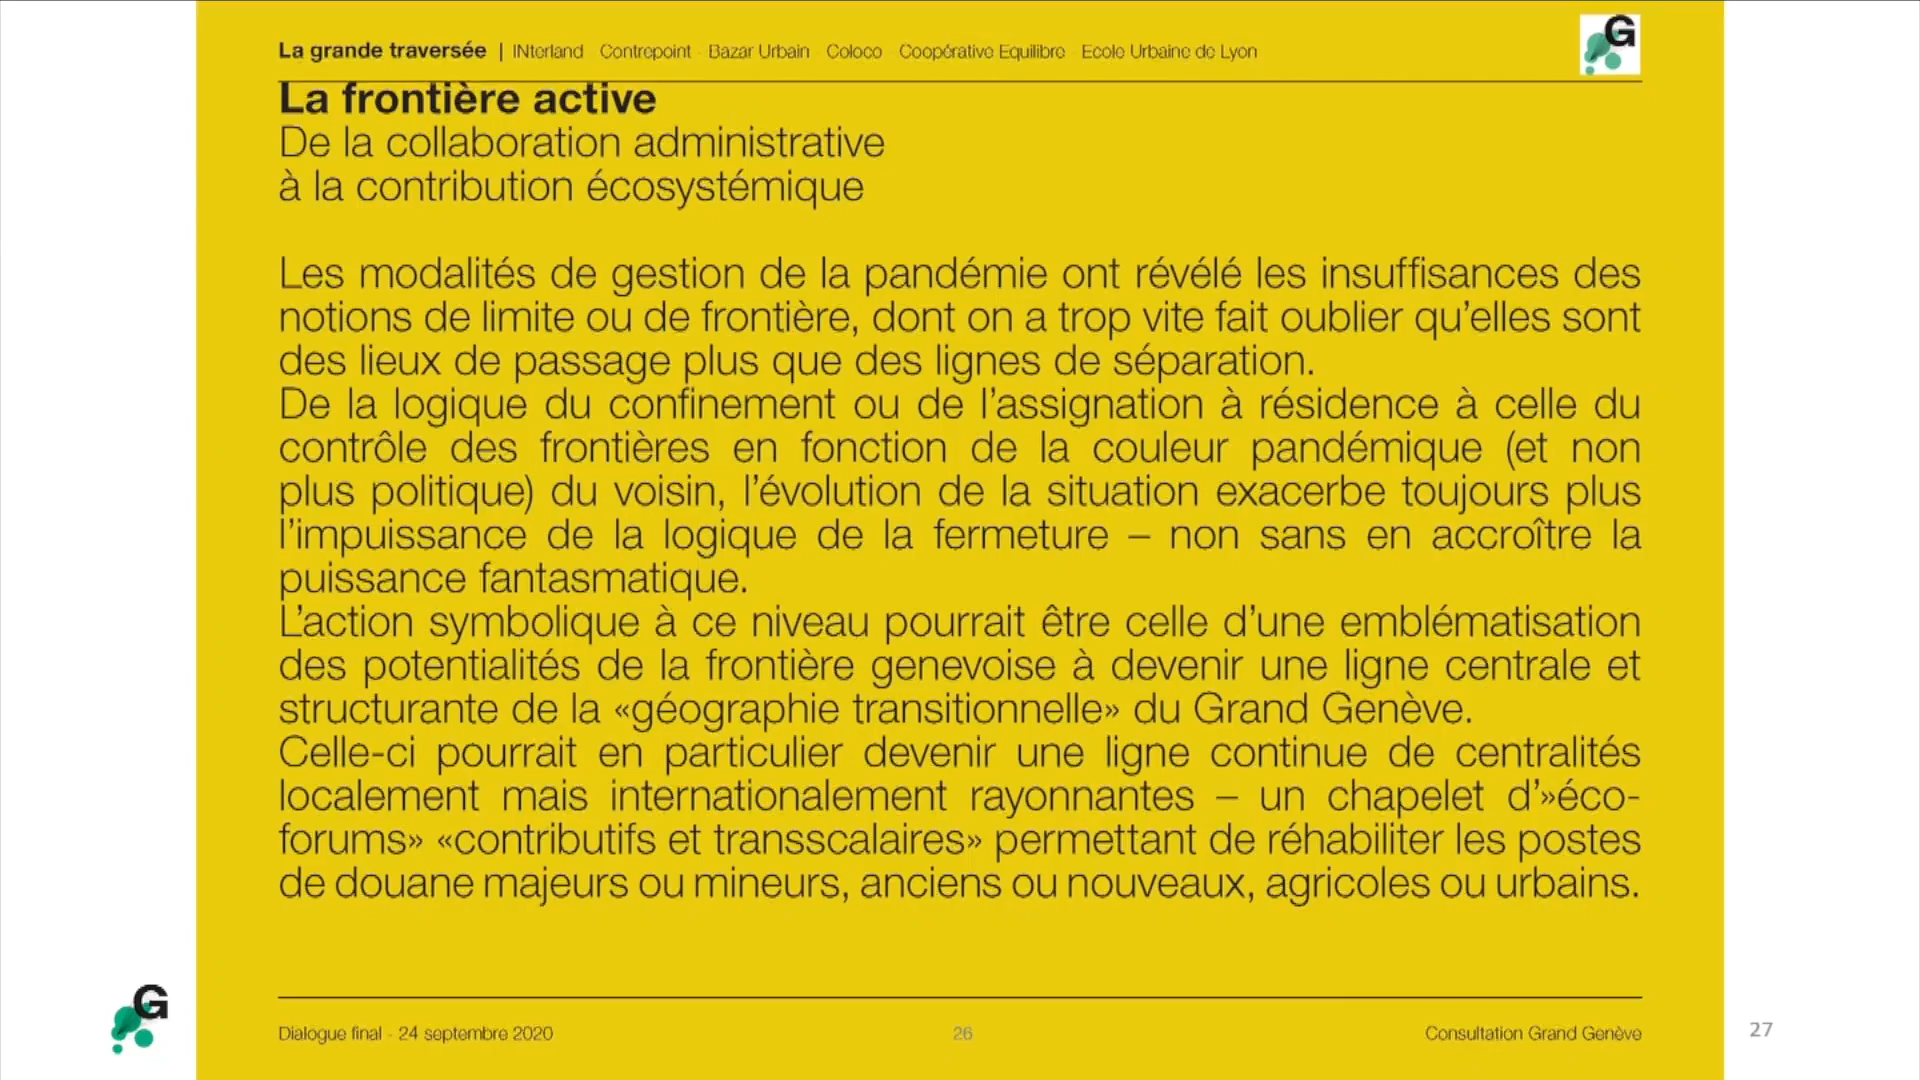 La grande traversée | INterland - Contrepoint - Bazar Urbain - Coloco - Coopérative Equilibre - Ecole Urbaine de Lyon
G
La frontière active
De la collaboration administrative
à la contribution écosystémique
Les modalités de gestion de la pandémie ont révélé les insuffisances des
notions de limite ou de frontière, dont on a trop vite fait oublier qu’elles sont
des lieux de passage plus que des lignes de séparation.
De la logique du confinement ou de l’assignation à résidence à celle du
contrôle des frontières en fonction de la couleur pandémique (et non
plus politique) du voisin, l’évolution de la situation exacerbe toujours plus
l’impuissance de la logique de la fermeture – non sans en accroître la
puissance fantasmatique.
L’action symbolique à ce niveau pourrait être celle d’une emblématisation
des potentialités de la frontière genevoise à devenir une ligne centrale et
structurante de la «géographie transitionnelle» du Grand Genève.
Celle-ci pourrait en particulier devenir une ligne continue de centralités
localement mais internationalement rayonnantes – un chapelet d’»éco-
forums» «contributifs et transscalaires» permettant de réhabiliter les postes
de douane majeurs ou mineurs, anciens ou nouveaux, agricoles ou urbains.
G
Dialogue final - 24 septembre 2020
26
Consultation Grand Genève
27